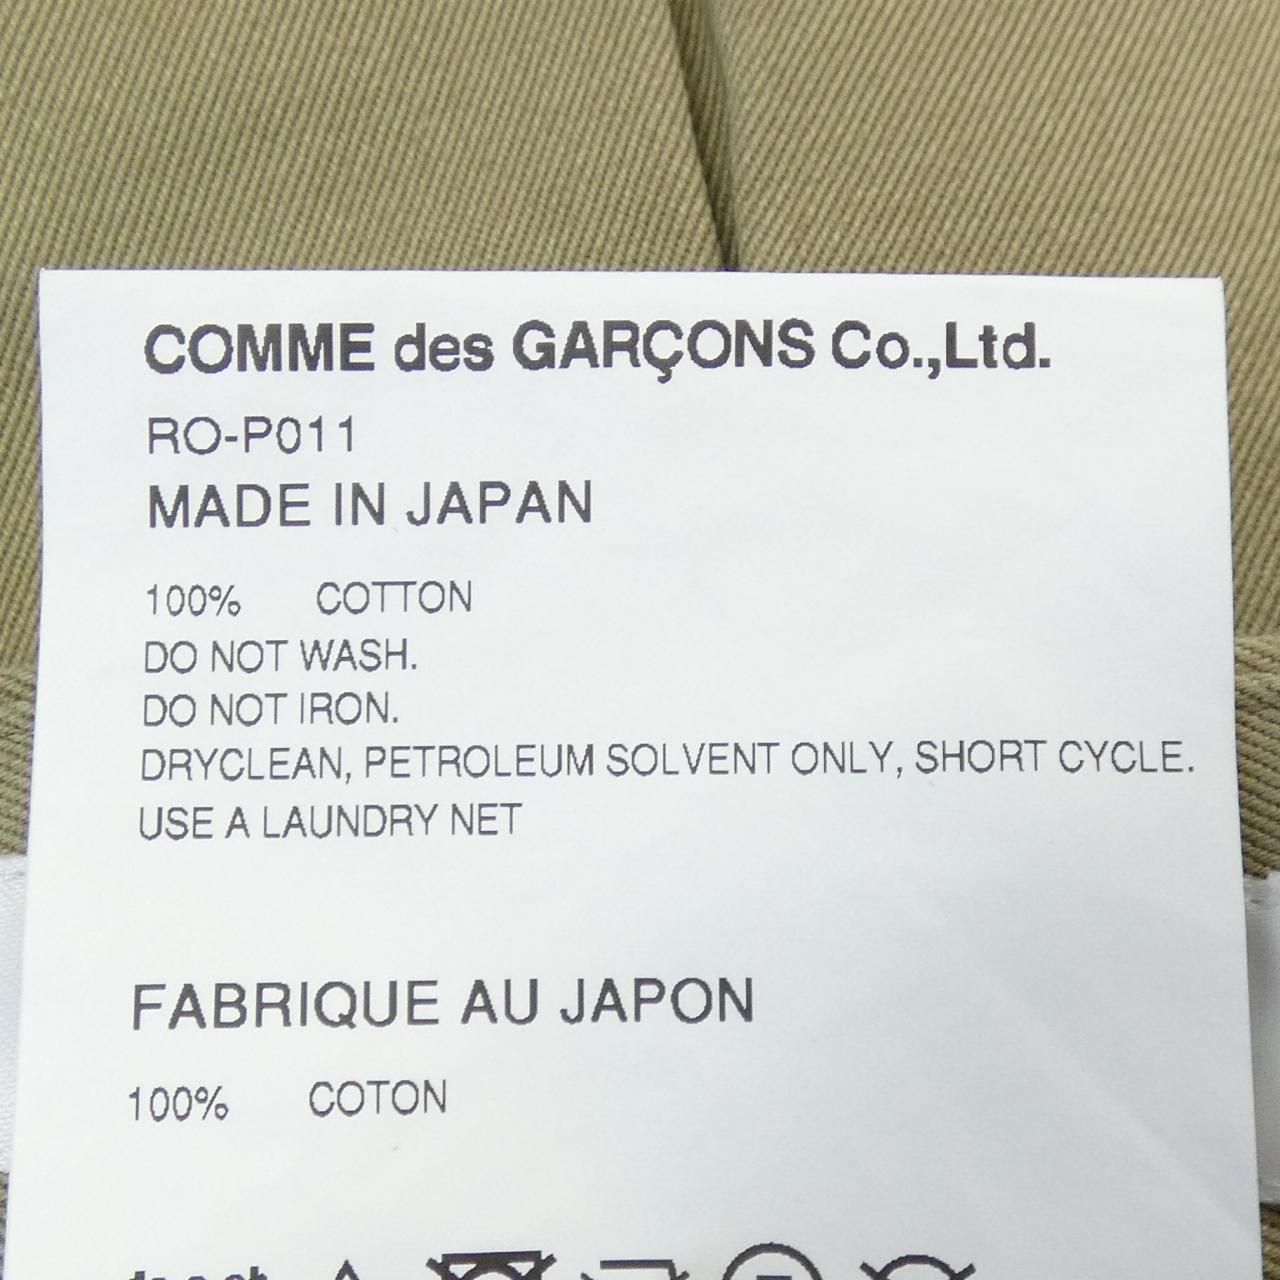 COMME des GARÇONS Co.,Ltd.
RO-P011
MADE IN JAPAN
100% COTTON
DO NOT WASH.
DO NOT IRON.
DRYCLEAN, PETROLEUM SOLVENT ONLY, SHORT CYCLE.
USE A LAUNDRY NET
FABRIQUE AU JAPON
100% COTON